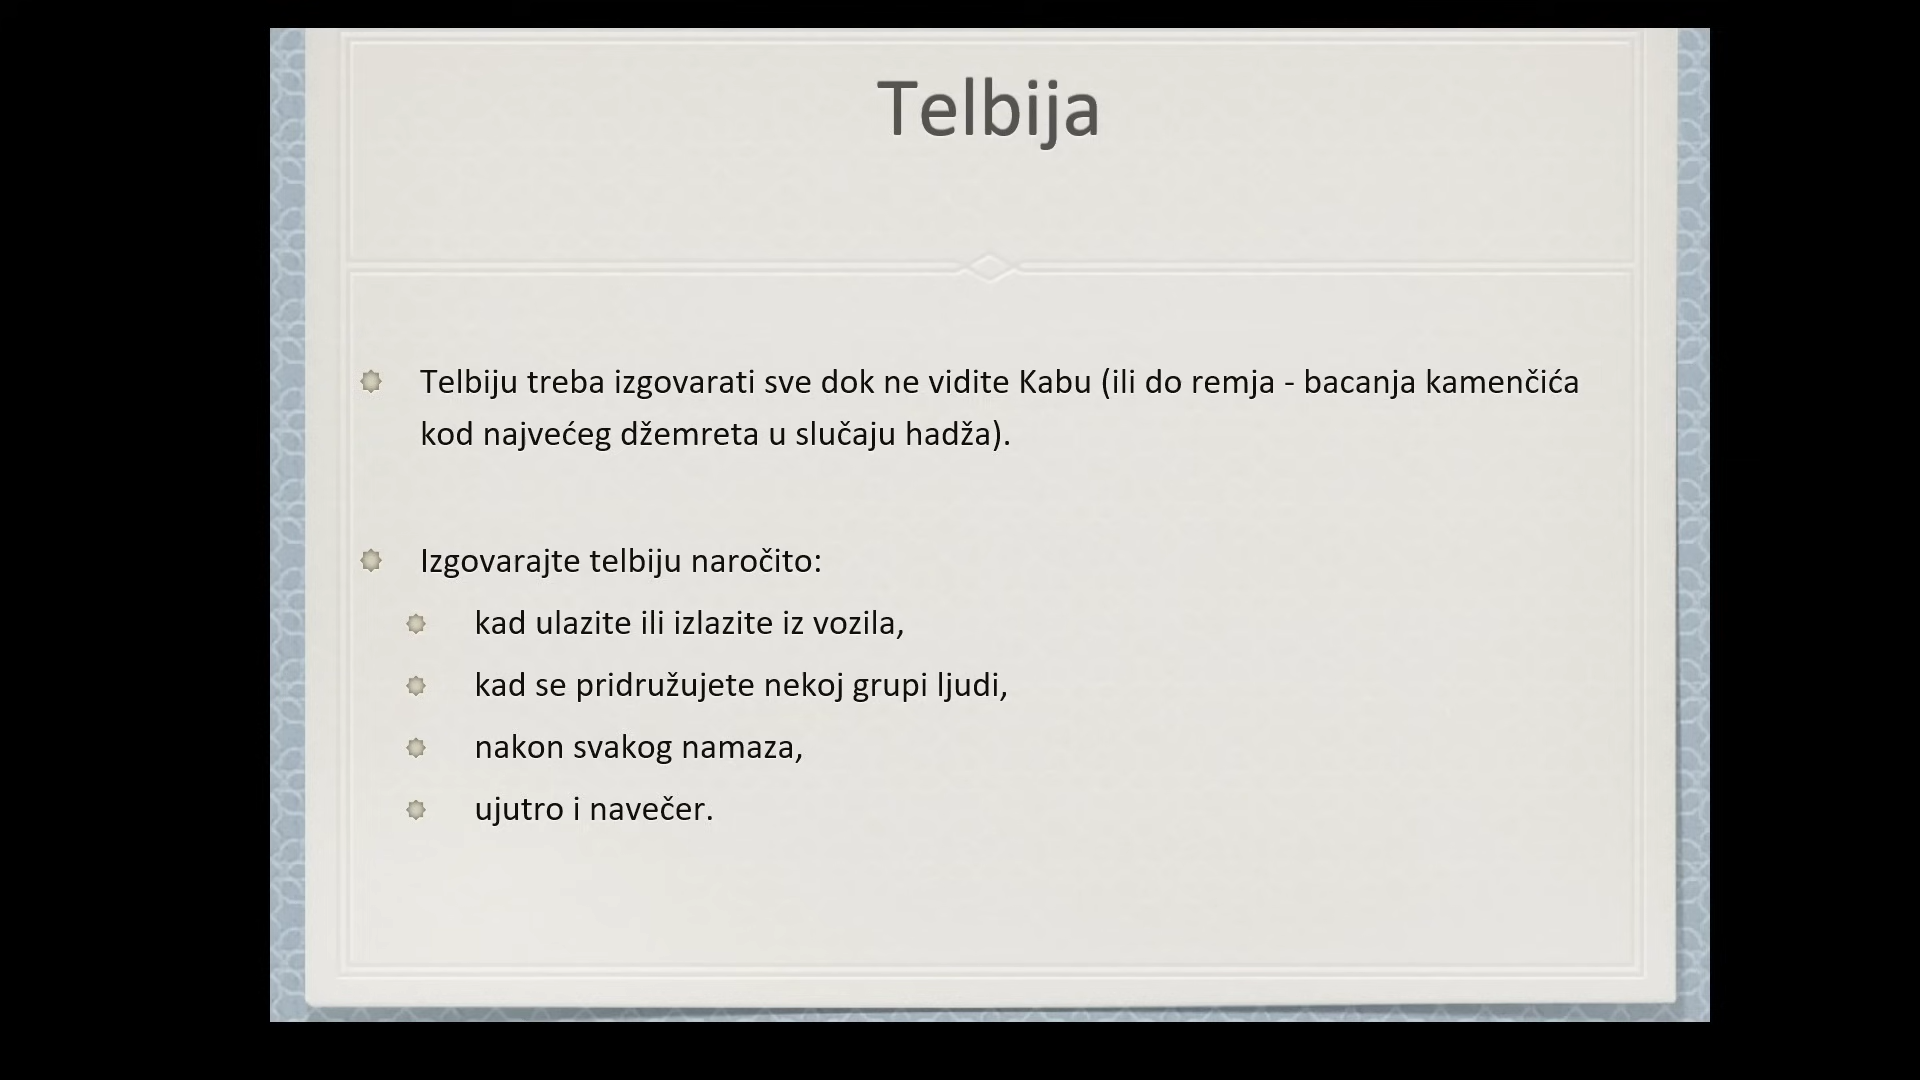 Telbija
Telbiju treba izgovarati sve dok ne vidite Kabu (ili do remja - bacanja kamenčića
kod najvećeg džemreta u slučaju hadža).
Izgovarajte telbiju naročito:
kad ulazite ili izlazite iz vozila,
kad se pridružujete nekoj grupi ljudi,
nakon svakog namaza,
ujutro i navečer.